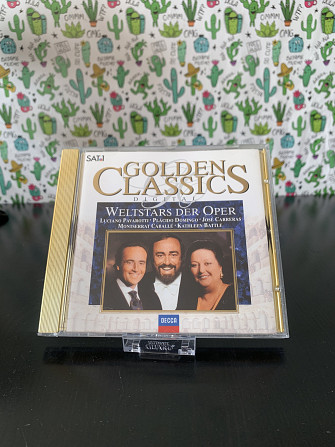 SAT.1
GOLDEN
CLASSICS
DIGITAL
WELTSTARS DER OPER
LUCIANO PAVAROTTI · PLÁCIDO DOMINGO · JOSÉ CARRERAS
MONTSERRAT CABALLÉ · KATHLEEN BATTLE
DECCA